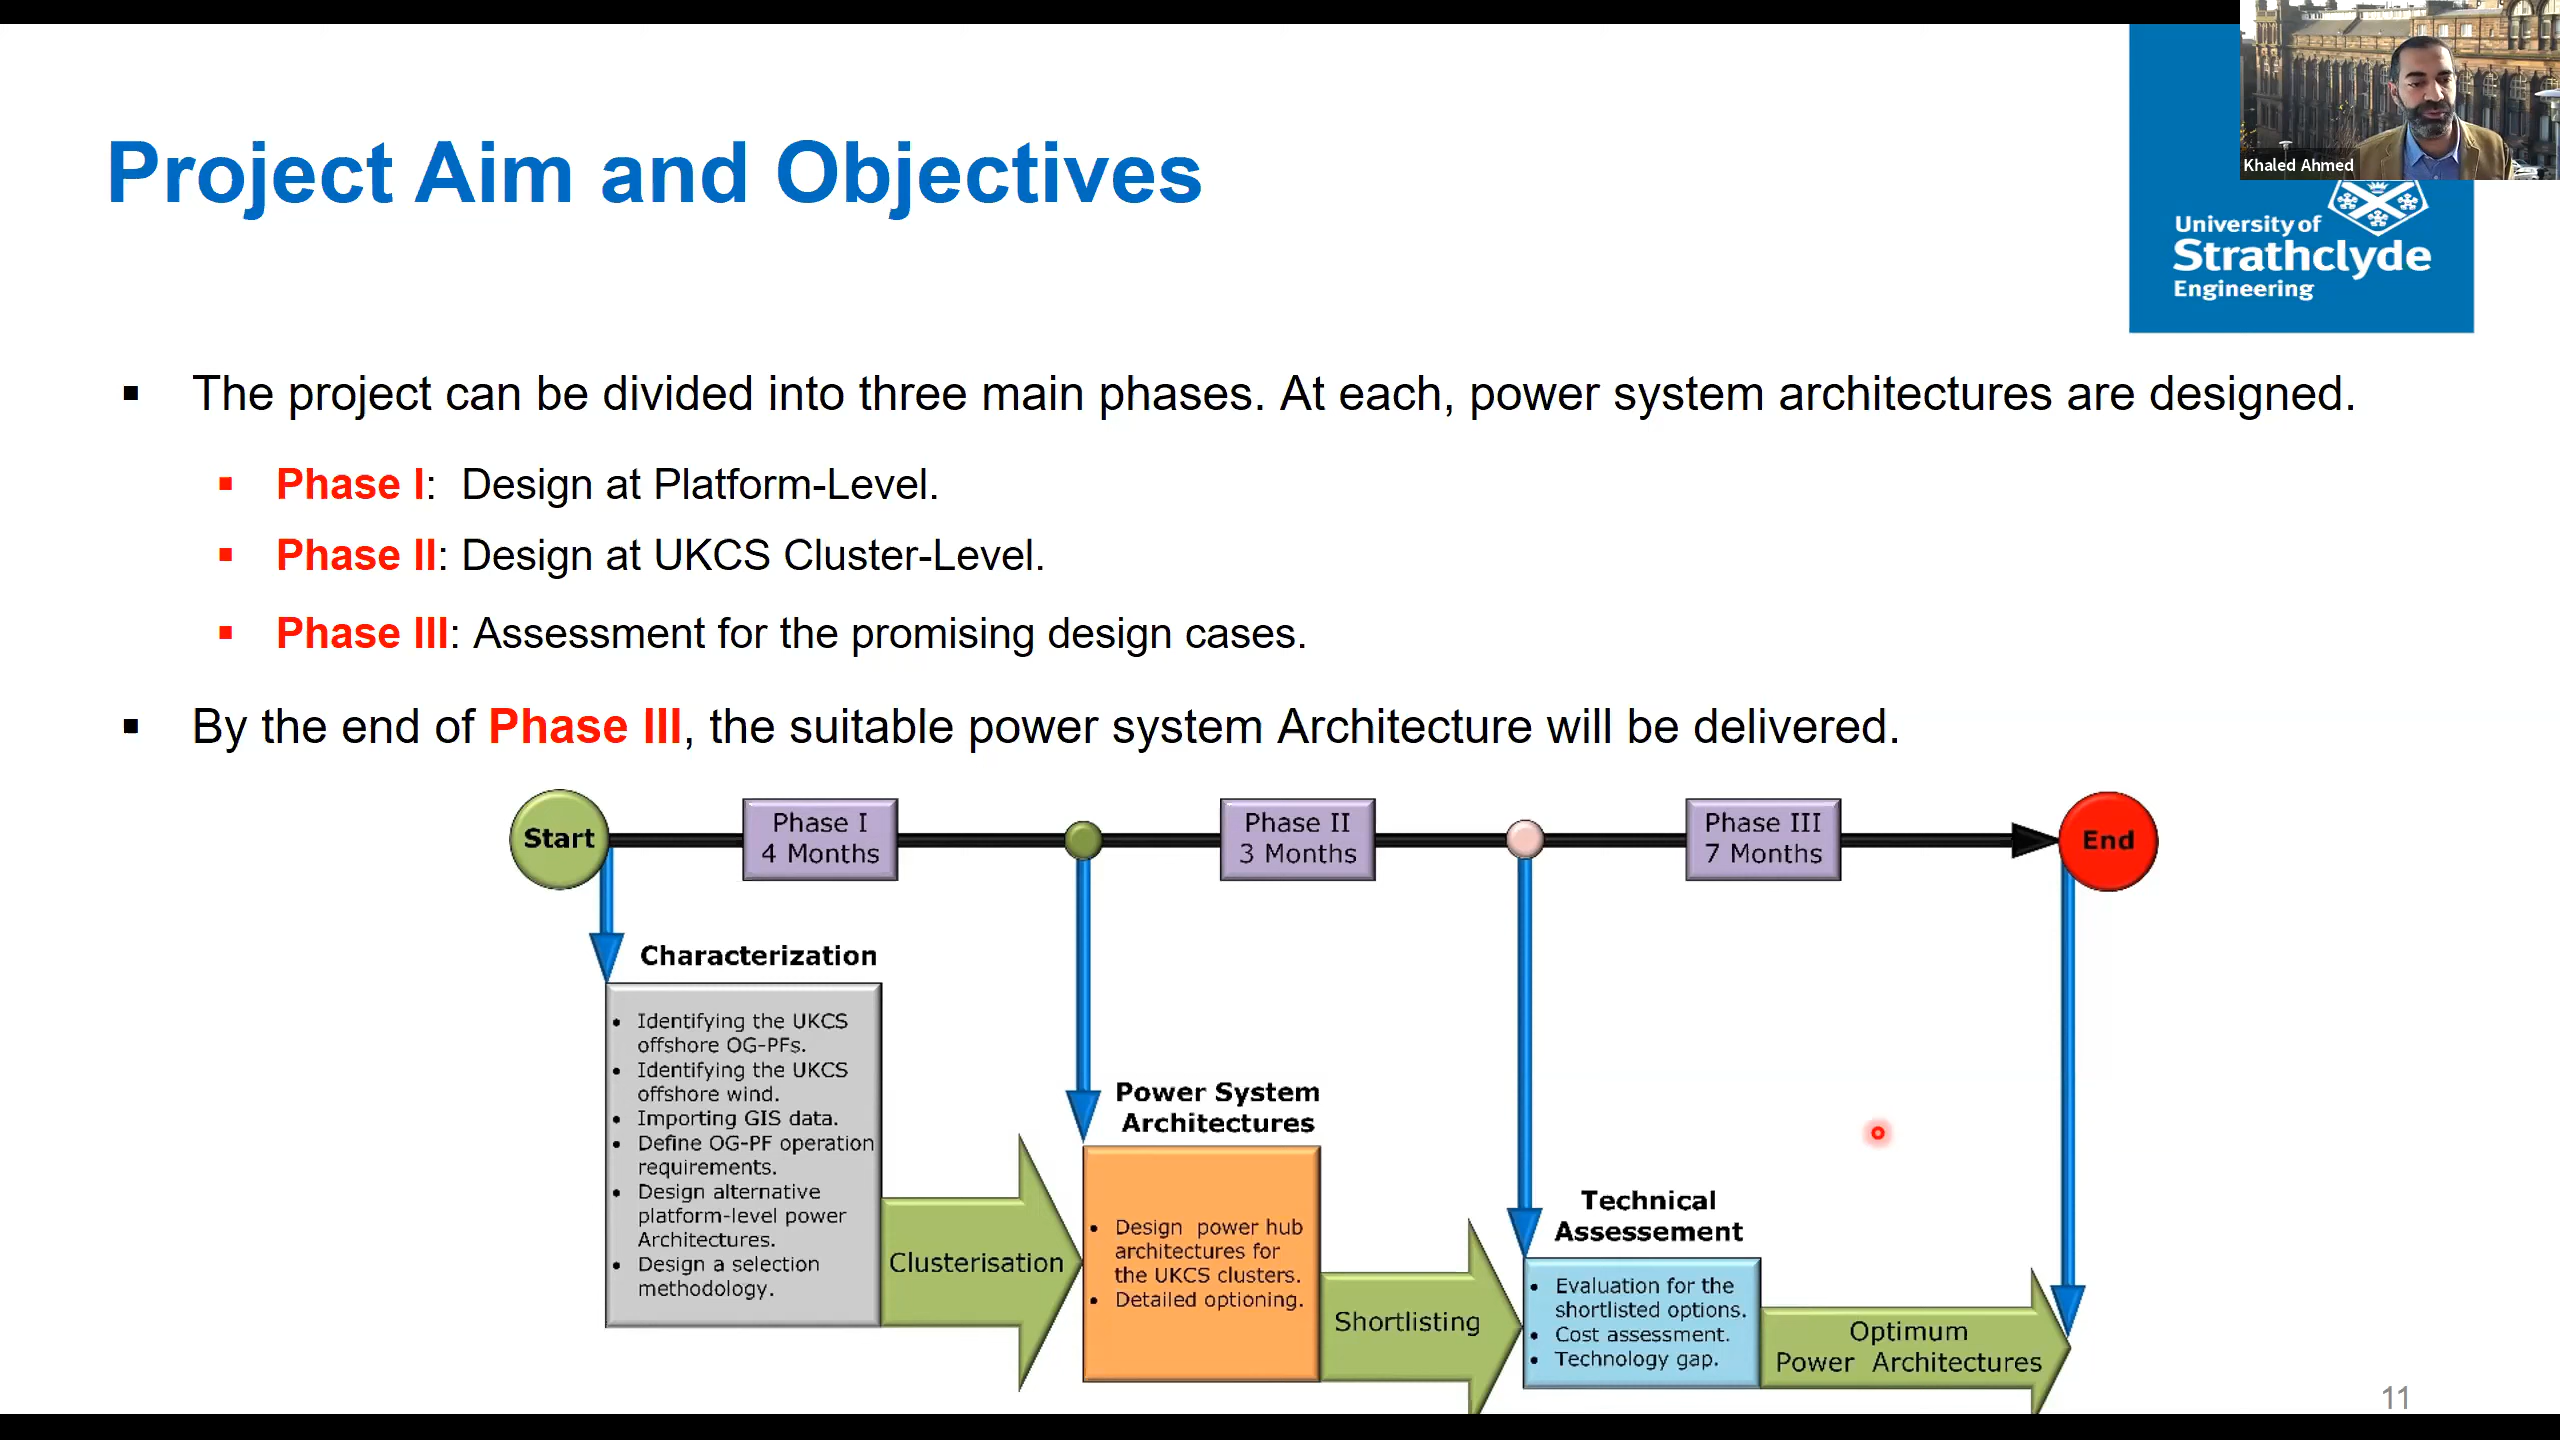 Khaled Ahmed
University of
Strathclyde
Engineering
Project Aim and Objectives
▪ The project can be divided into three main phases. At each, power system architectures are designed.
▪ Phase I: Design at Platform-Level.
▪ Phase II: Design at UKCS Cluster-Level.
▪ Phase III: Assessment for the promising design cases.
▪ By the end of Phase III, the suitable power system Architecture will be delivered.
Start
Phase I
4 Months
Phase II
3 Months
Phase III
7 Months
End
Characterization
• Identifying the UKCS
offshore OG-PFs.
• Identifying the UKCS
offshore wind.
• Importing GIS data.
• Define OG-PF operation
requirements.
• Design alternative
platform-level power
Architectures.
• Design a selection
methodology.
Clusterisation
Power System
Architectures
• Design power hub
architectures for
the UKCS clusters.
• Detailed optioning.
Shortlisting
Technical
Assessement
• Evaluation for the
shortlisted options.
• Cost assessment.
• Technology gap.
Optimum
Power Architectures
11